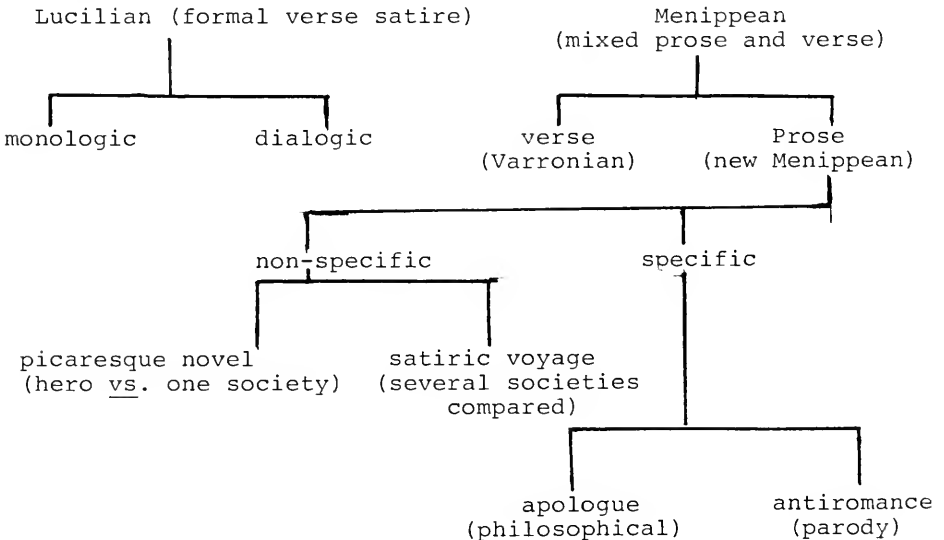 Lucilian (formal verse satire)
Menippean
(mixed prose and verse)
monologic
dialogic
verse
(Varronian)
Prose
(new Menippean)
non-specific
specific
picaresque novel
(hero vs. one society)
satiric voyage
(several societies
compared)
apologue
(philosophical)
antiromance
(parody)